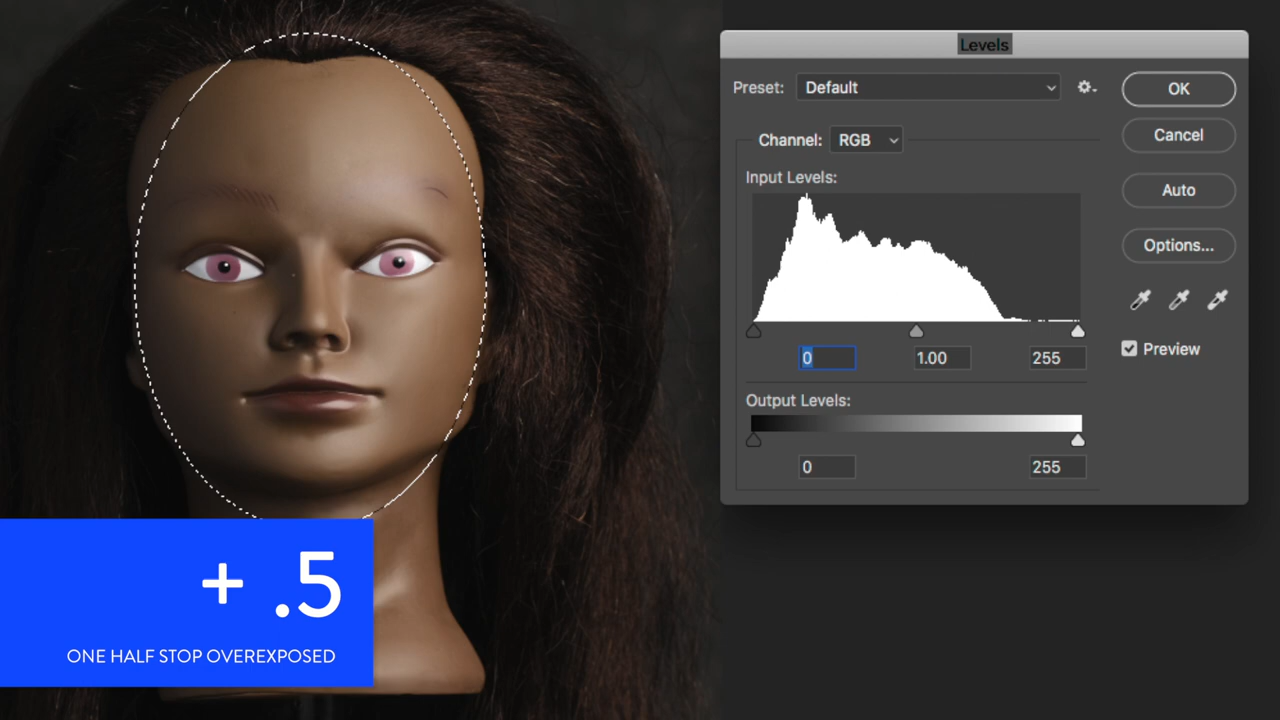 Levels
Preset: Default
OK
Channel: RGB
Cancel
Input Levels:
Auto
Options...
0 1.00 255
Preview
Output Levels:
0 255
+ .5
ONE HALF STOP OVEREXPOSED